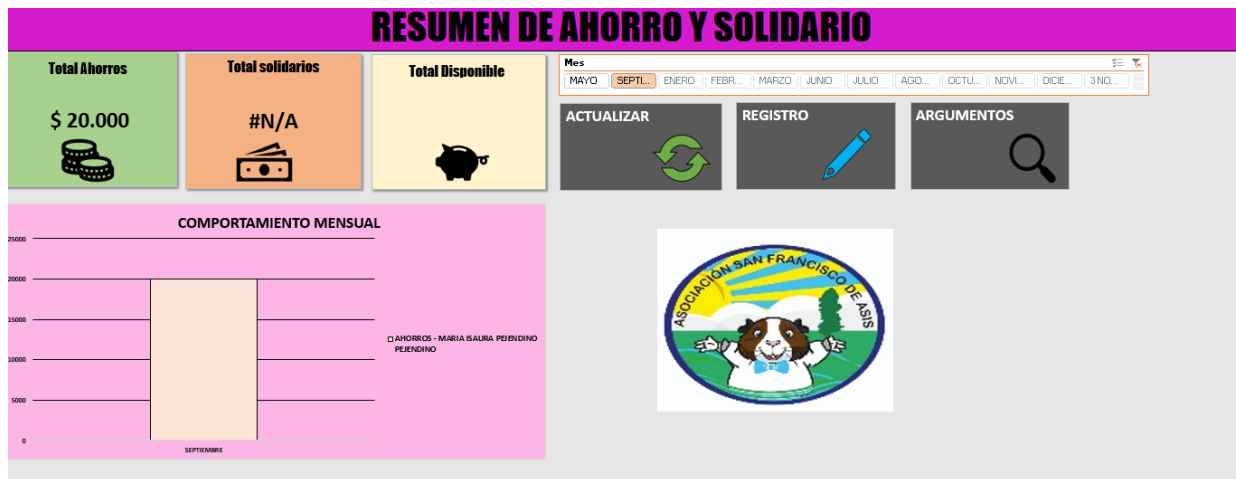 RESUMEN DE AHORRO Y SOLIDARIO
Total Ahorros
$ 20.000
Total solidarios
#N/A
Total Disponible
Mes
MAYO SEPTI... ENERO FEBR... MARZO JUNIO JULIO AGO... OCTU... NOVI... DICIE... 3 NO...
ACTUALIZAR
REGISTRO
ARGUMENTOS
COMPORTAMIENTO MENSUAL
25000
20000
15000
10000
5000
0
SEPTIEMBRE
AHORROS - MARIA ISAURA PEJENDINO
PEJENDINO
ASOCIACIÓN SAN FRANCISCO DE ASIS